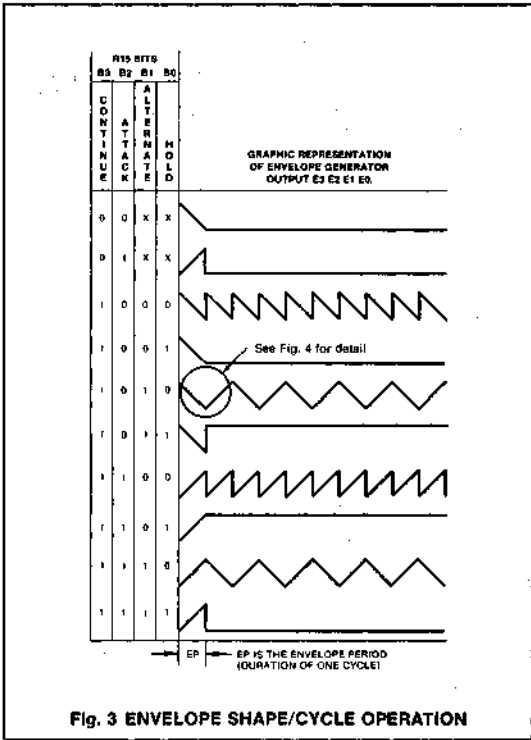 R15 BITS
B3 B2 B1 B0
CONTINUE
ATTACK
ALTERNATE
HOLD
GRAPHIC REPRESENTATION
OF ENVELOPE GENERATOR
OUTPUT E3 E2 E1 E0.
0 0 X X
0 1 X X
1 0 0 0
1 0 0 1
See Fig. 4 for detail
1 0 1 0
1 0 1 1
1 1 0 0
1 1 0 1
1 1 1 0
1 1 1 1
EP EP IS THE ENVELOPE PERIOD
(DURATION OF ONE CYCLE)
Fig. 3 ENVELOPE SHAPE/CYCLE OPERATION